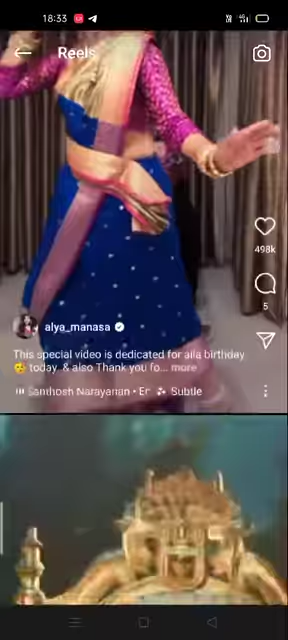 18:33
Reels
498k
5
alya_manasa
This special video is dedicated for aila birthday
today & also Thank you fo... more
Santhosh Narayanan • Er Subtle